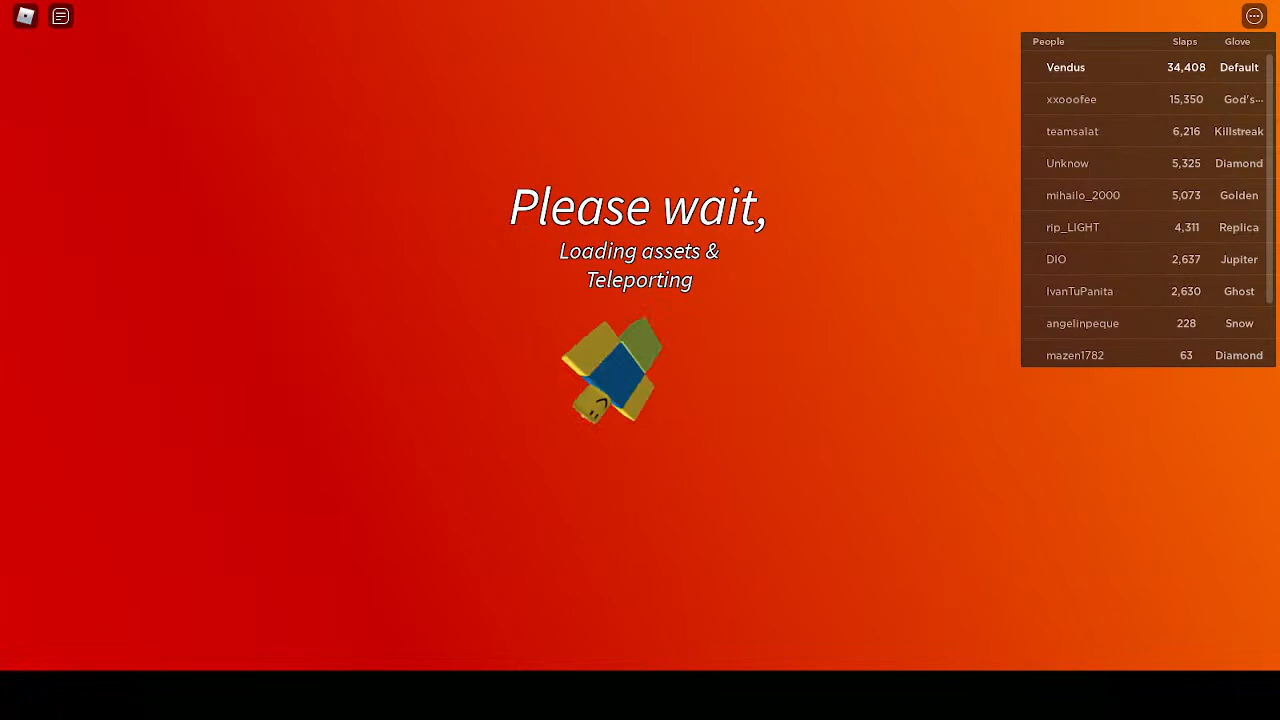 People Slaps Glove
Vendus 34,408 Default
xxooofee 15,350 God's...
teamsalat 6,216 Killstreak
Unknow 5,325 Diamond
mihailo_2000 5,073 Golden
rip_LIGHT 4,311 Replica
DIO 2,637 Jupiter
IvanTuPanita 2,630 Ghost
angelinpeque 228 Snow
mazen1782 63 Diamond
Please wait,
Loading assets &
Teleporting